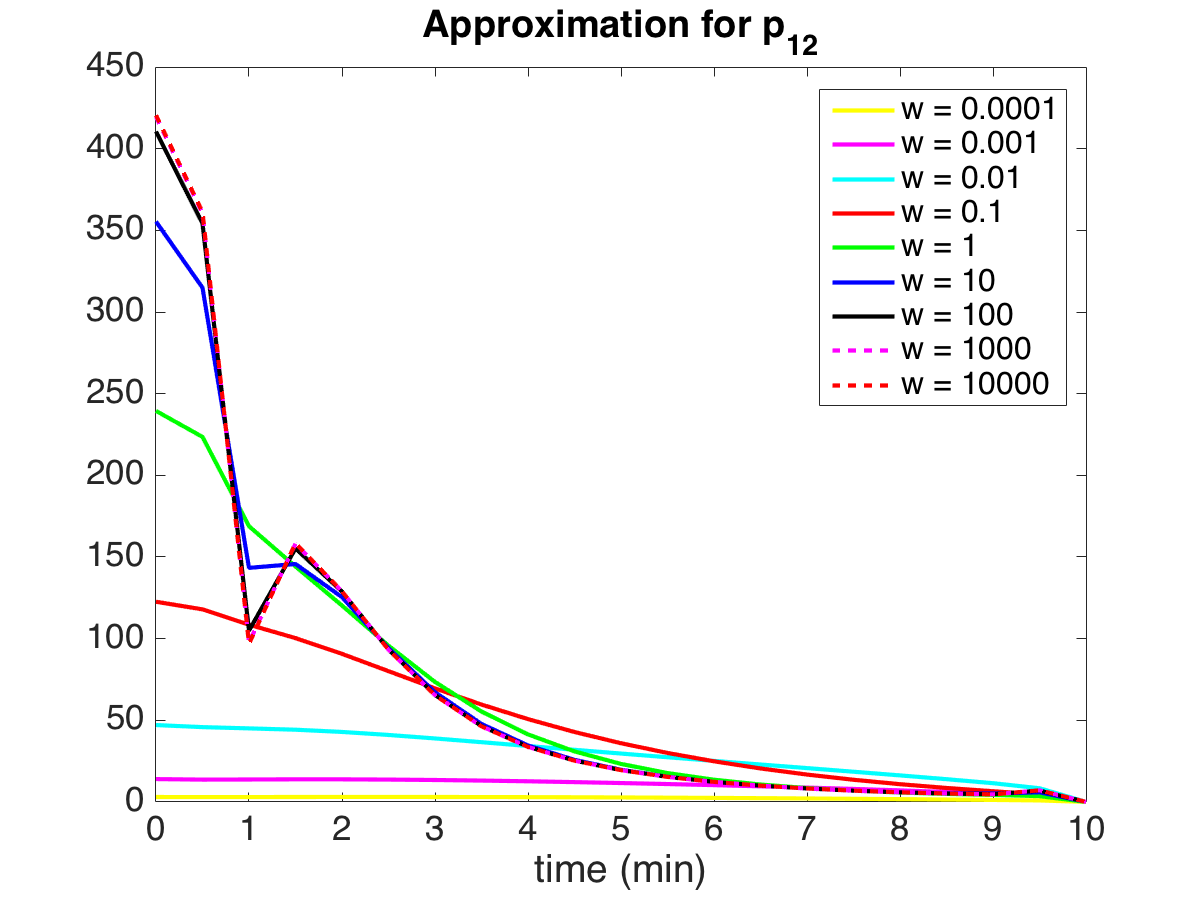 Approximation for p₁₂
450
400
350
300
250
200
150
100
50
0
w = 0.0001
w = 0.001
w = 0.01
w = 0.1
w = 1
w = 10
w = 100
w = 1000
w = 10000
0 1 2 3 4 5 6 7 8 9 10
time (min)